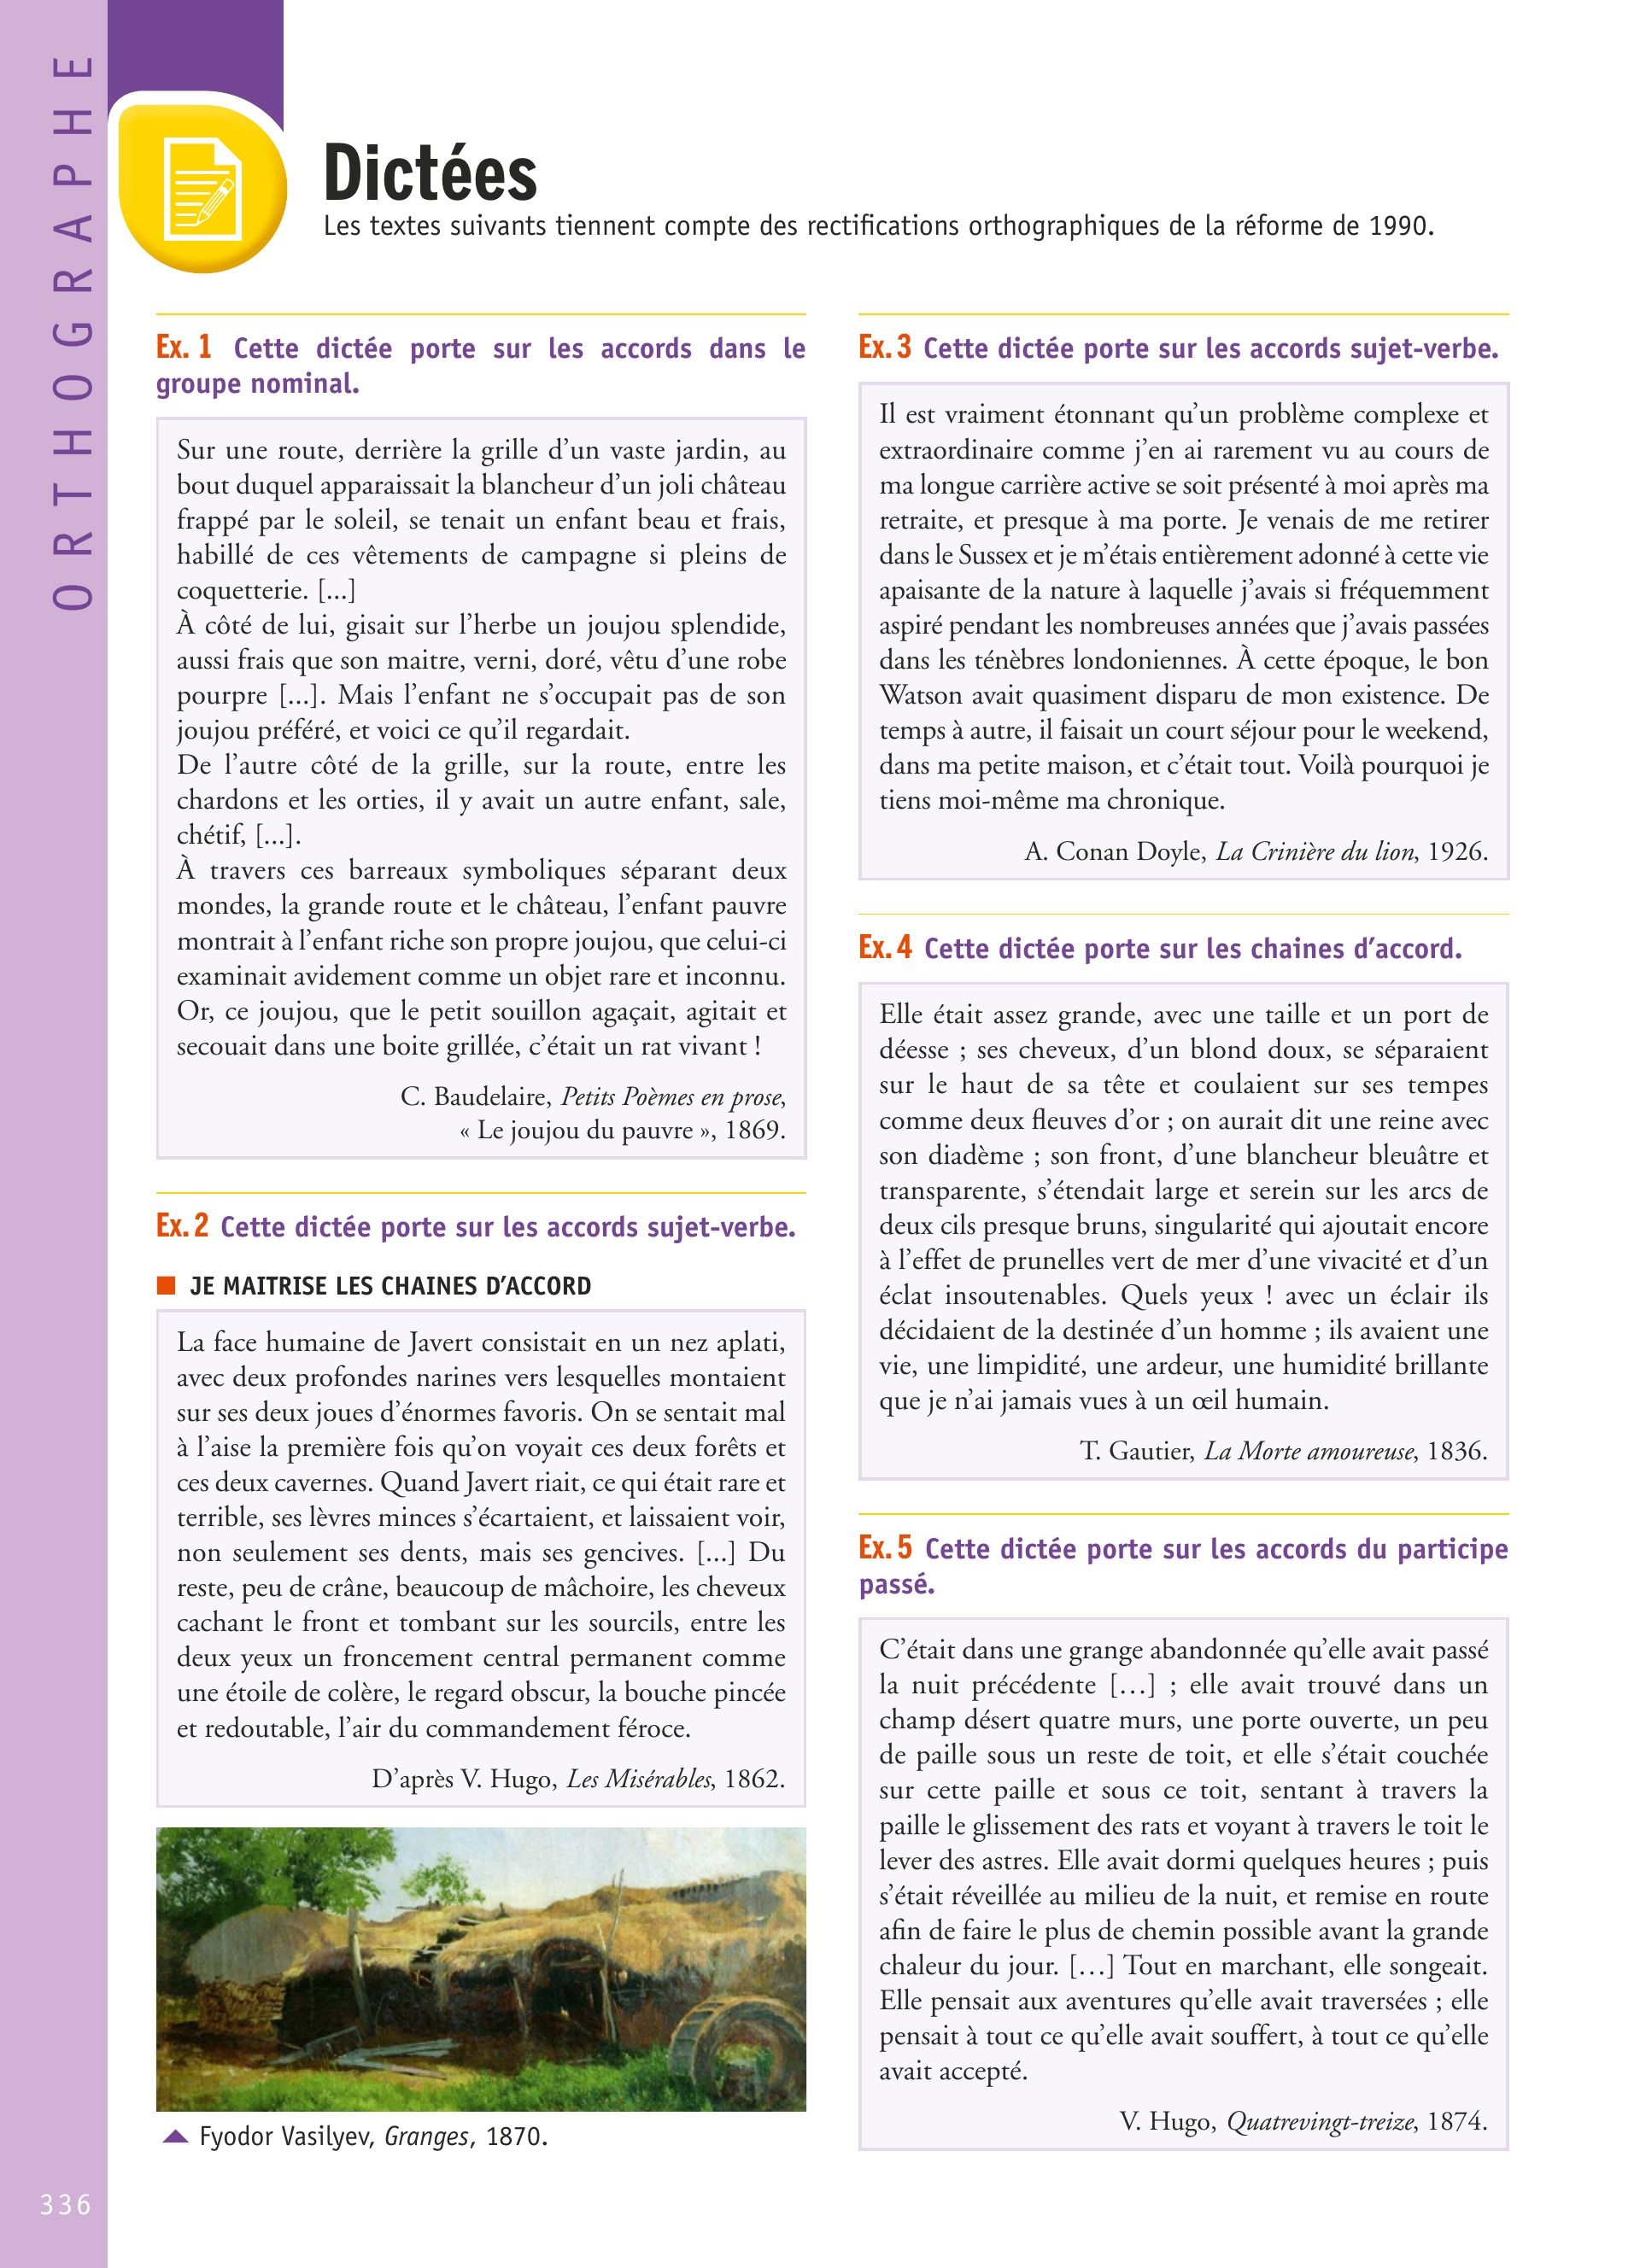 ORTHOGRAPHE
Dictées
Les textes suivants tiennent compte des rectifications orthographiques de la réforme de 1990.
Ex. 1 Cette dictée porte sur les accords dans le
groupe nominal.
Sur une route, derrière la grille d’un vaste jardin, au
bout duquel apparaissait la blancheur d’un joli château
frappé par le soleil, se tenait un enfant beau et frais,
habillé de ces vêtements de campagne si pleins de
coquetterie. [...]
À côté de lui, gisait sur l’herbe un joujou splendide,
aussi frais que son maitre, verni, doré, vêtu d’une robe
pourpre [...]. Mais l’enfant ne s’occupait pas de son
joujou préféré, et voici ce qu’il regardait.
De l’autre côté de la grille, sur la route, entre les
chardons et les orties, il y avait un autre enfant, sale,
chétif, [...].
À travers ces barreaux symboliques séparant deux
mondes, la grande route et le château, l’enfant pauvre
montrait à l’enfant riche son propre joujou, que celui-ci
examinait avidement comme un objet rare et inconnu.
Or, ce joujou, que le petit souillon agaçait, agitait et
secouait dans une boite grillée, c’était un rat vivant !
C. Baudelaire, Petits Poèmes en prose,
« Le joujou du pauvre », 1869.
Ex. 2 Cette dictée porte sur les accords sujet-verbe.
■ JE MAITRISE LES CHAINES D’ACCORD
La face humaine de Javert consistait en un nez aplati,
avec deux profondes narines vers lesquelles montaient
sur ses deux joues d’énormes favoris. On se sentait mal
à l’aise la première fois qu’on voyait ces deux forêts et
ces deux cavernes. Quand Javert riait, ce qui était rare et
terrible, ses lèvres minces s’écartaient, et laissaient voir,
non seulement ses dents, mais ses gencives. [...] Du
reste, peu de crâne, beaucoup de mâchoire, les cheveux
cachant le front et tombant sur les sourcils, entre les
deux yeux un froncement central permanent comme
une étoile de colère, le regard obscur, la bouche pincée
et redoutable, l’air du commandement féroce.
D’après V. Hugo, Les Misérables, 1862.
▲ Fyodor Vasilyev, Granges, 1870.
Ex. 3 Cette dictée porte sur les accords sujet-verbe.
Il est vraiment étonnant qu’un problème complexe et
extraordinaire comme j’en ai rarement vu au cours de
ma longue carrière active se soit présenté à moi après ma
retraite, et presque à ma porte. Je venais de me retirer
dans le Sussex et je m’étais entièrement adonné à cette vie
apaisante de la nature à laquelle j’avais si fréquemment
aspiré pendant les nombreuses années que j’avais passées
dans les ténèbres londoniennes. À cette époque, le bon
Watson avait quasiment disparu de mon existence. De
temps à autre, il faisait un court séjour pour le weekend,
dans ma petite maison, et c’était tout. Voilà pourquoi je
tiens moi-même ma chronique.
A. Conan Doyle, La Crinière du lion, 1926.
Ex. 4 Cette dictée porte sur les chaines d’accord.
Elle était assez grande, avec une taille et un port de
déesse ; ses cheveux, d’un blond doux, se séparaient
sur le haut de sa tête et coulaient sur ses tempes
comme deux fleuves d’or ; on aurait dit une reine avec
son diadème ; son front, d’une blancheur bleuâtre et
transparente, s’étendait large et serein sur les arcs de
deux cils presque bruns, singularité qui ajoutait encore
à l’effet de prunelles vert de mer d’une vivacité et d’un
éclat insoutenables. Quels yeux ! avec un éclair ils
décidaient de la destinée d’un homme ; ils avaient une
vie, une limpidité, une ardeur, une humidité brillante
que je n’ai jamais vues à un œil humain.
T. Gautier, La Morte amoureuse, 1836.
Ex. 5 Cette dictée porte sur les accords du participe
passé.
C’était dans une grange abandonnée qu’elle avait passé
la nuit précédente […] ; elle avait trouvé dans un
champ désert quatre murs, une porte ouverte, un peu
de paille sous un reste de toit, et elle s’était couchée
sur cette paille et sous ce toit, sentant à travers la
paille le glissement des rats et voyant à travers le toit le
lever des astres. Elle avait dormi quelques heures ; puis
s’était réveillée au milieu de la nuit, et remise en route
afin de faire le plus de chemin possible avant la grande
chaleur du jour. […] Tout en marchant, elle songeait.
Elle pensait aux aventures qu’elle avait traversées ; elle
pensait à tout ce qu’elle avait souffert, à tout ce qu’elle
avait accepté.
V. Hugo, Quatrevingt-treize, 1874.
336